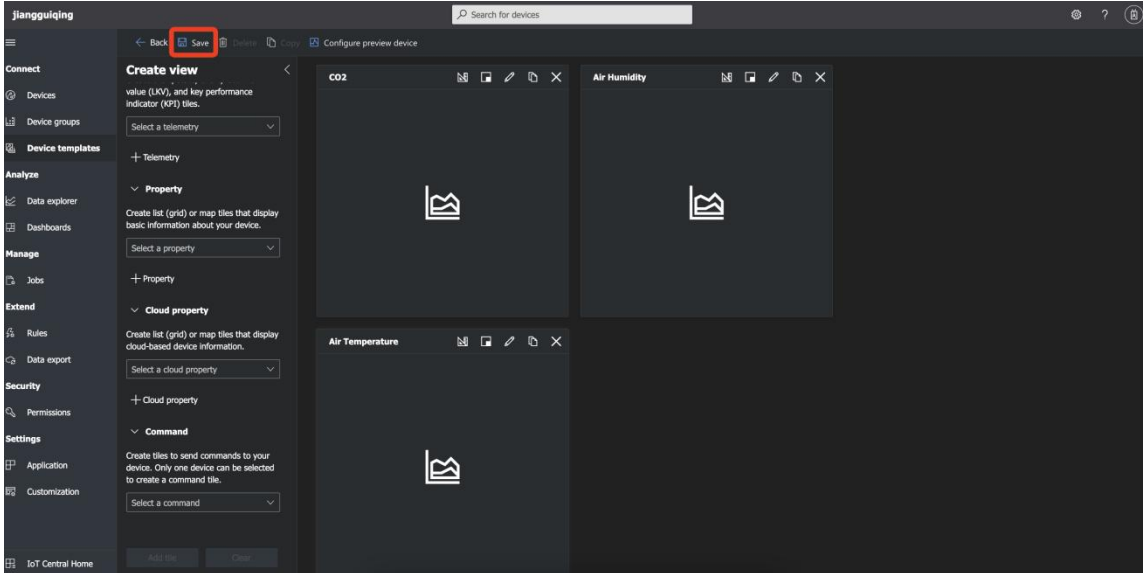 jiangguiqing
Search for devices
?
Back Save Delete Copy Configure preview device
Connect
Devices
Device groups
Device templates
Analyze
Data explorer
Dashboards
Manage
Jobs
Extend
Rules
Data export
Security
Permissions
Settings
Application
Customization
IoT Central Home
Create view
value (LKV), and key performance
indicator (KPI) tiles.
Select a telemetry
Telemetry
Property
Create list (grid) or map tiles that display
basic information about your device.
Select a property
Property
Cloud property
Create list (grid) or map tiles that display
cloud-based device information.
Select a cloud property
Cloud property
Command
Create tiles to send commands to your
device. Only one device can be selected
to create a command tile.
Select a command
Add tile Clear
CO2
Air Humidity
Air Temperature